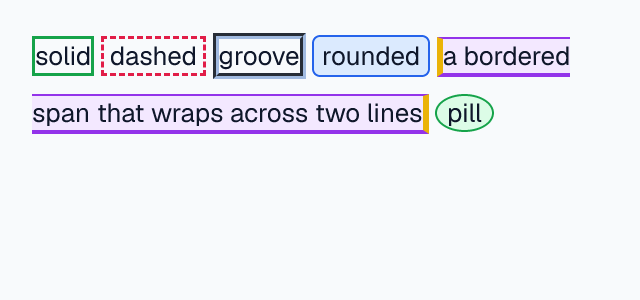 solid dashed groove rounded a bordered
span that wraps across two lines pill